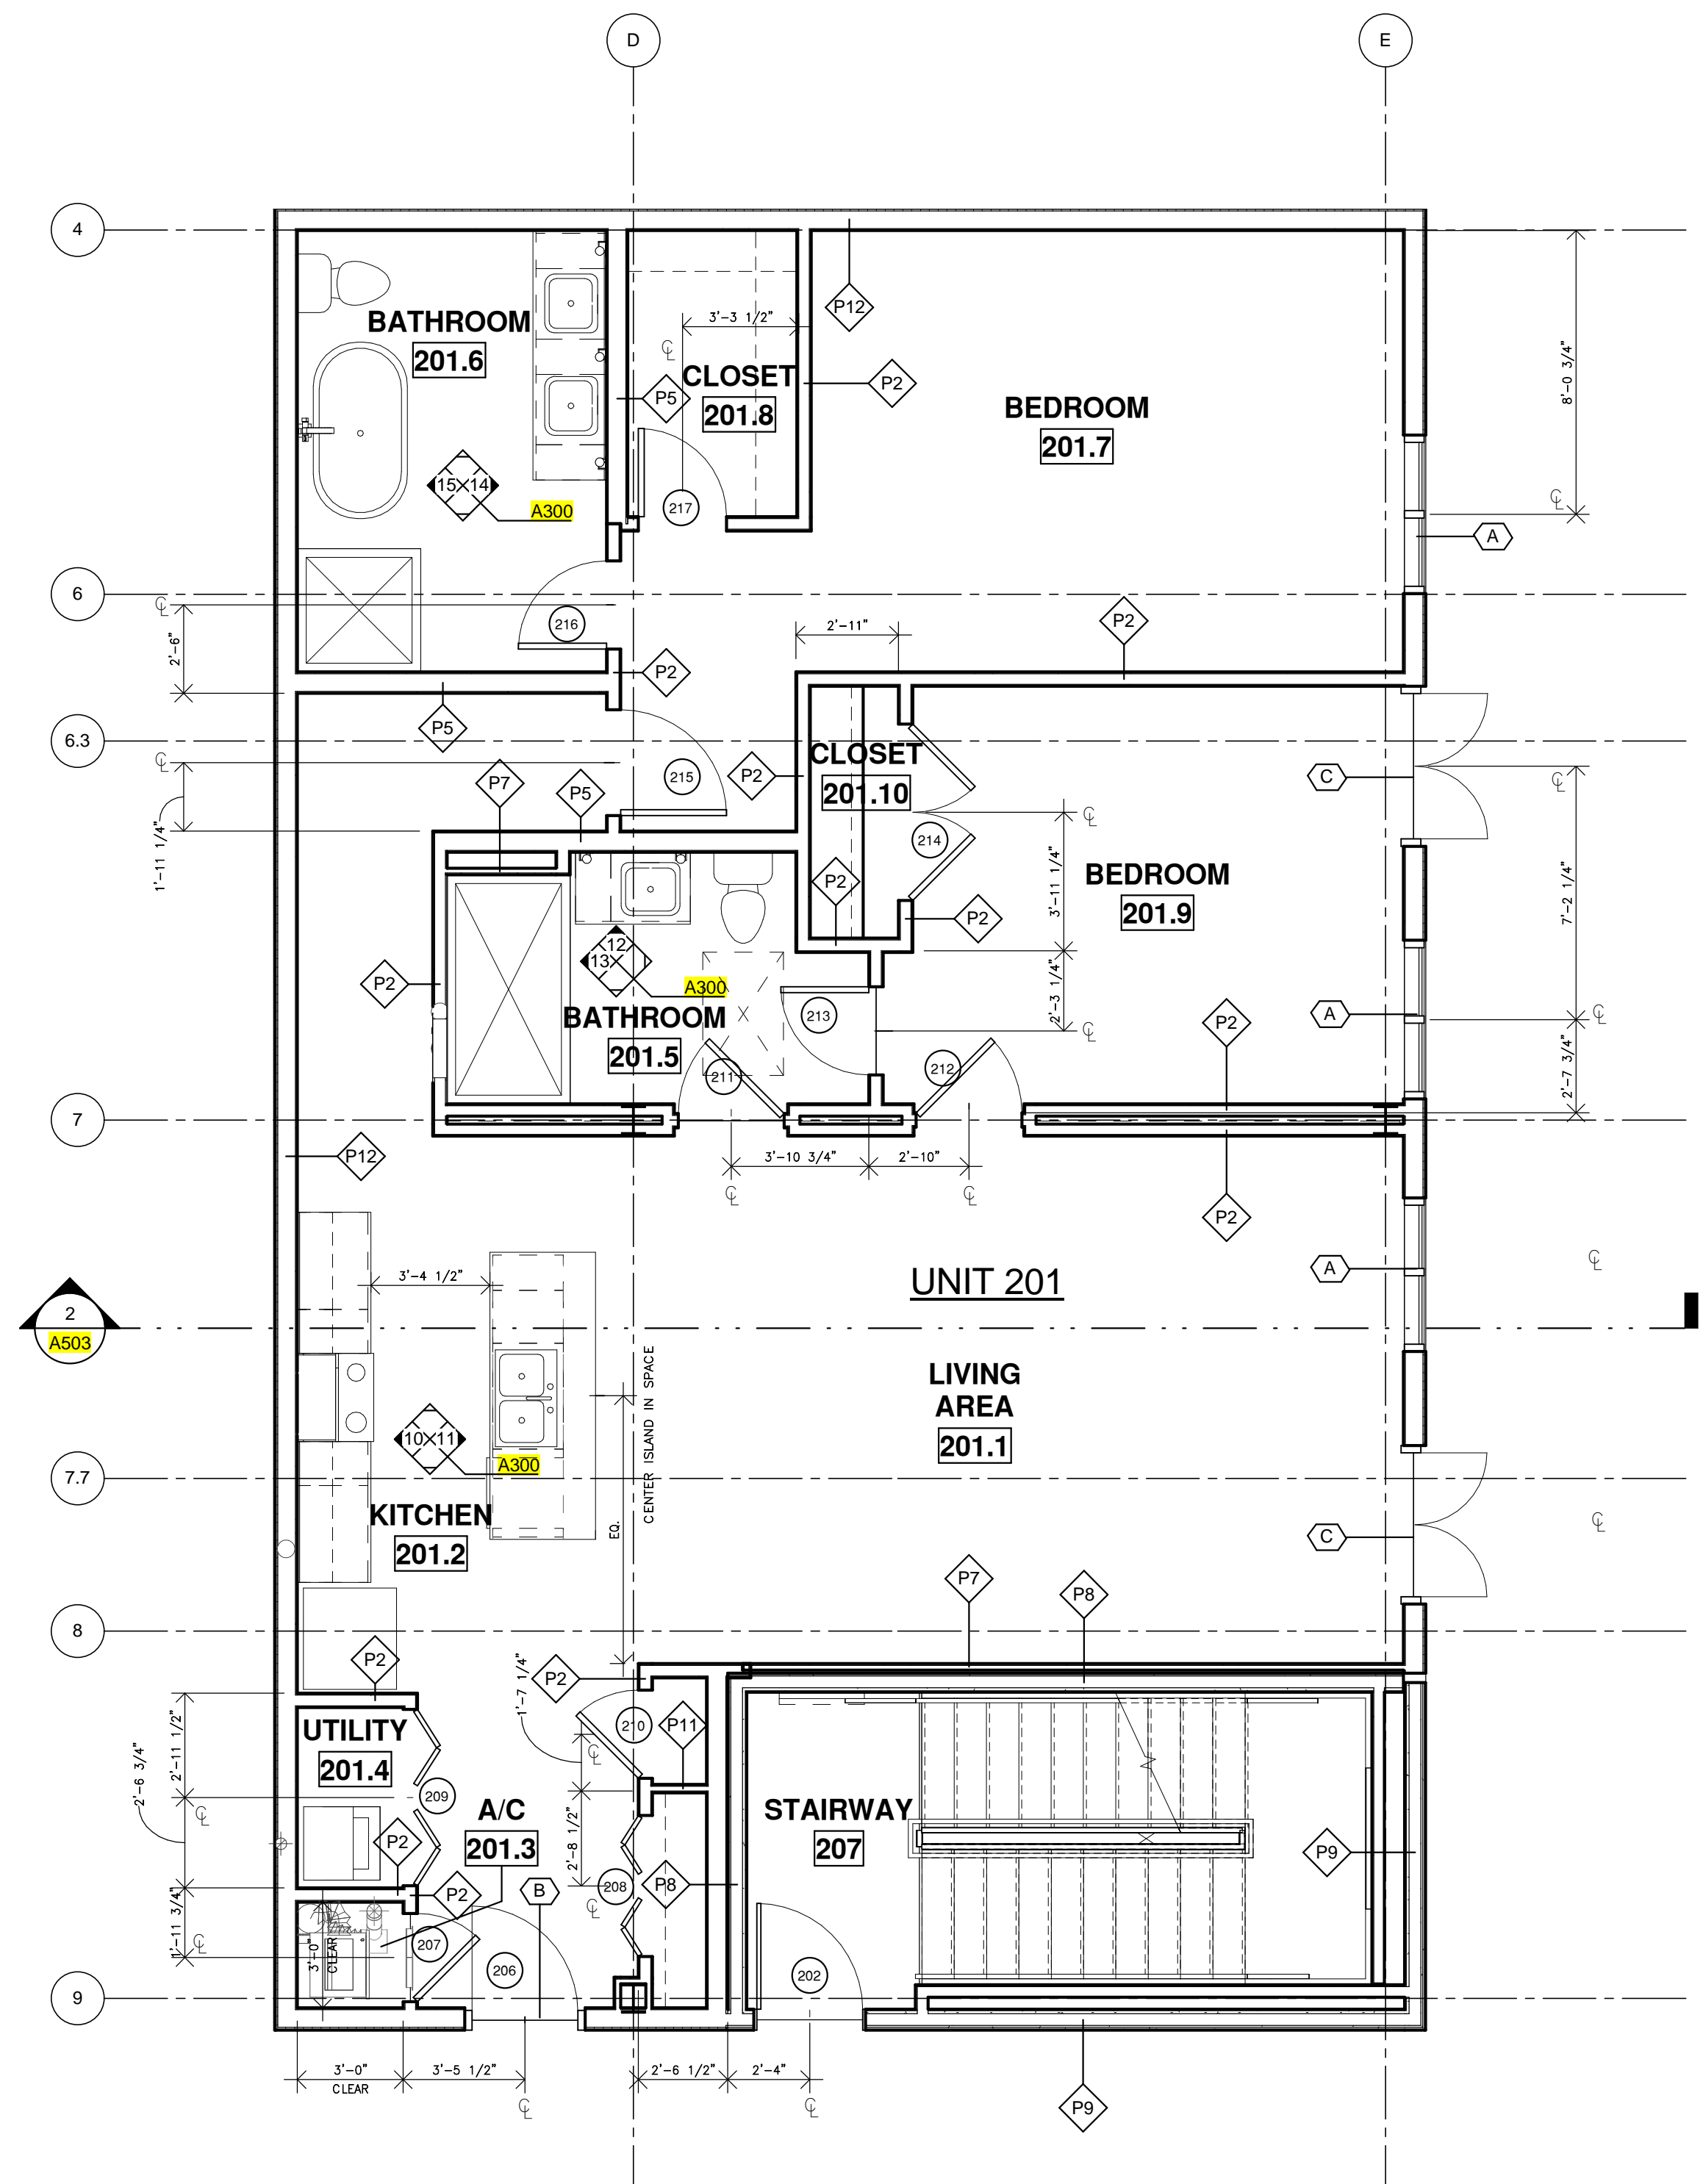 D
E
4
P12
3'-3 1/2"
BATHROOM
201.6
CLOSET
201.8
P5
P2
BEDROOM
201.7
8'-0 3/4"
15
14
A300
217
A
6
2'-6"
216
P2
2'-11"
P2
P5
6.3
215
P2
CLOSET
201.10
C
P7
P5
1'-11 1/4"
214
P2
P2
3'-11 1/4"
BEDROOM
201.9
7'-2 1/4"
12
13
A300
P2
BATHROOM
201.5
213
2'-3 1/4"
P2
A
211
212
2'-7 3/4"
7
P12
3'-10 3/4"
2'-10"
P2
3'-4 1/2"
UNIT 201
A
2
A503
CENTER ISLAND IN SPACE
LIVING
AREA
201.1
10
11
A300
7.7
KITCHEN
201.2
EQ.
C
P7
P8
8
P2
P2
1'-7 1/4"
UTILITY
201.4
210
P11
2'-11 1/2"
2'-6 3/4"
209
A/C
201.3
STAIRWAY
207
2'-8 1/2"
P2
P2
B
208
P8
P9
1'-11 3/4"
3'-0"
CLEAR
207
206
202
9
3'-0"
CLEAR
3'-5 1/2"
2'-6 1/2"
2'-4"
P9